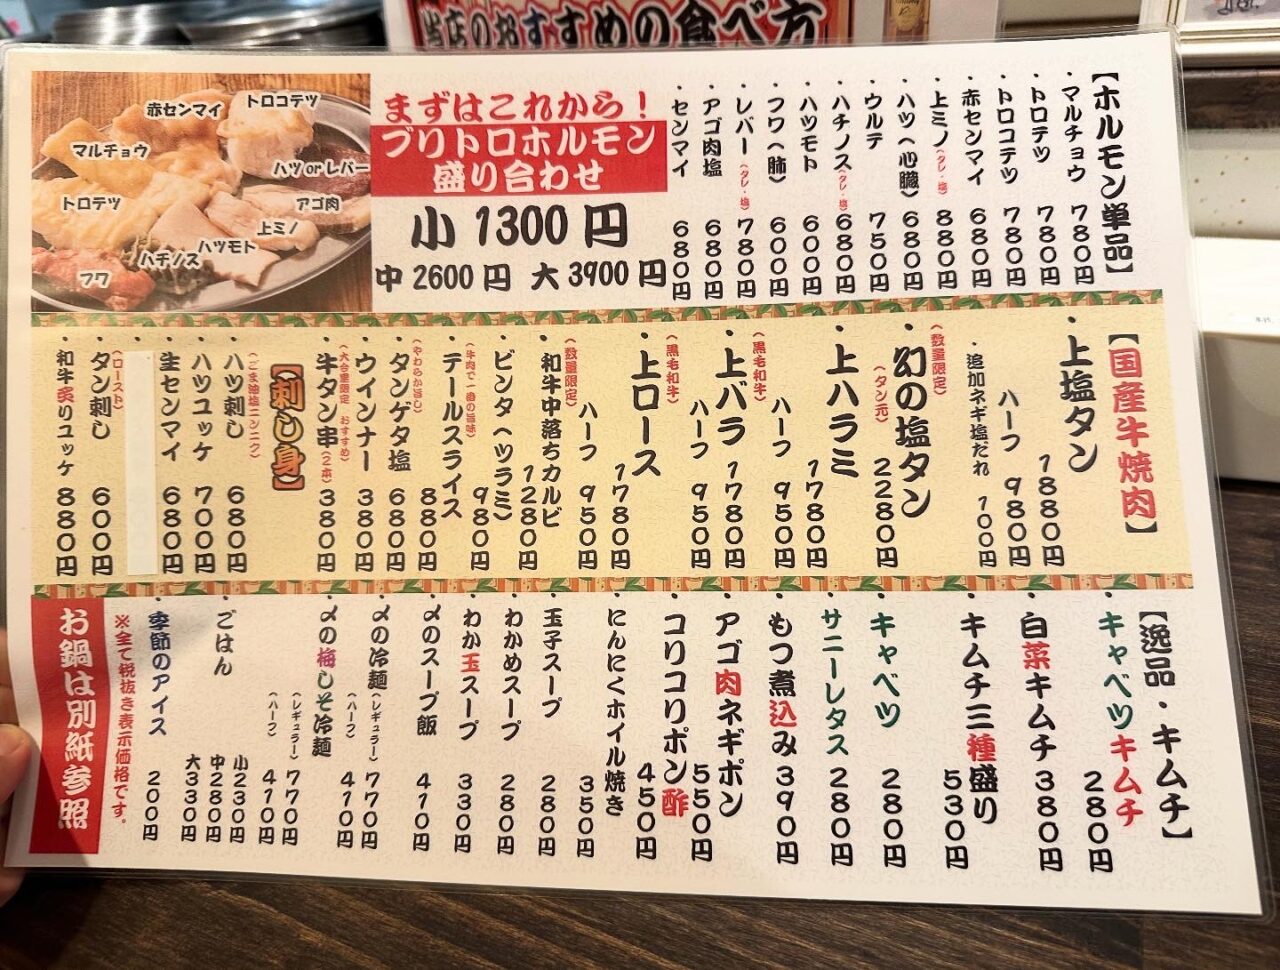 当店のおすすめの食べ方
【ホルモン単品】
・マルチョウ 780円
・トロテツ 780円
・トロコテツ 780円
・赤センマイ 680円
・上ミノ(タレ・塩) 880円
・ハツ(心臓) 680円
・ウルテ 750円
・ハチノス(タレ・塩) 680円
・ハツモト 600円
・フワ(肺) 600円
・レバー(タレ・塩) 780円
・アゴ肉塩 680円
・センマイ 680円
まずはこれから!
プリトロホルモン
盛り合わせ
小1300円
中2600円 大3900円
赤センマイ
トロコテツ
マルチョウ
ハツorレバー
トロテツ
アゴ肉
上ミノ
ハツモト
ハチノス
フワ
【国産牛焼肉】
・上塩タン 1880円
ハーフ 980円
・追加ネギ塩だれ 100円
(数量限定)
・幻の塩タン 2280円
(タン元)
・上ハラミ 1780円
ハーフ 950円
(黒毛和牛)
・上バラ 1780円
ハーフ 950円
(黒毛和牛)
・上ロース 1780円
ハーフ 950円
(数量限定)
・和牛中落ちカルビ 1280円
・ビンタ(ツラミ) 980円
(牛肉で一番の旨味)
・テールスライス 880円
(やわらか旨し)
・タンゲタ塩 680円
・ウインナー 380円
(大合皇限定 おすすめ)
・牛タン串(2本) 380円
【刺し身】
(ごま油塩ニンニク)
・ハツ刺し 680円
・ハツユッケ 700円
・生センマイ 680円
・
(ロースト)
・タン刺し 600円
・和牛炙りユッケ 880円
【逸品・キムチ】
・キャベツキムチ 280円
・白菜キムチ 380円
・キムチ三種盛り 530円
・キャベツ 280円
・サニーレタス 280円
・もつ煮込み 390円
・アゴ肉ネギポン 550円
・コリコリポン酢 450円
・にんにくホイル焼き 350円
・玉子スープ 280円
・わかめスープ 280円
・わか玉スープ 330円
・〆のスープ飯 410円
・〆の冷麺(レギュラー) 770円
(ハーフ) 410円
・〆の梅しそ冷麺
(レギュラー) 770円
(ハーフ) 410円
・ごはん 小230円
中280円
大330円
・季節のアイス 200円
※全て税抜き表示価格です。
お鍋は別紙参照